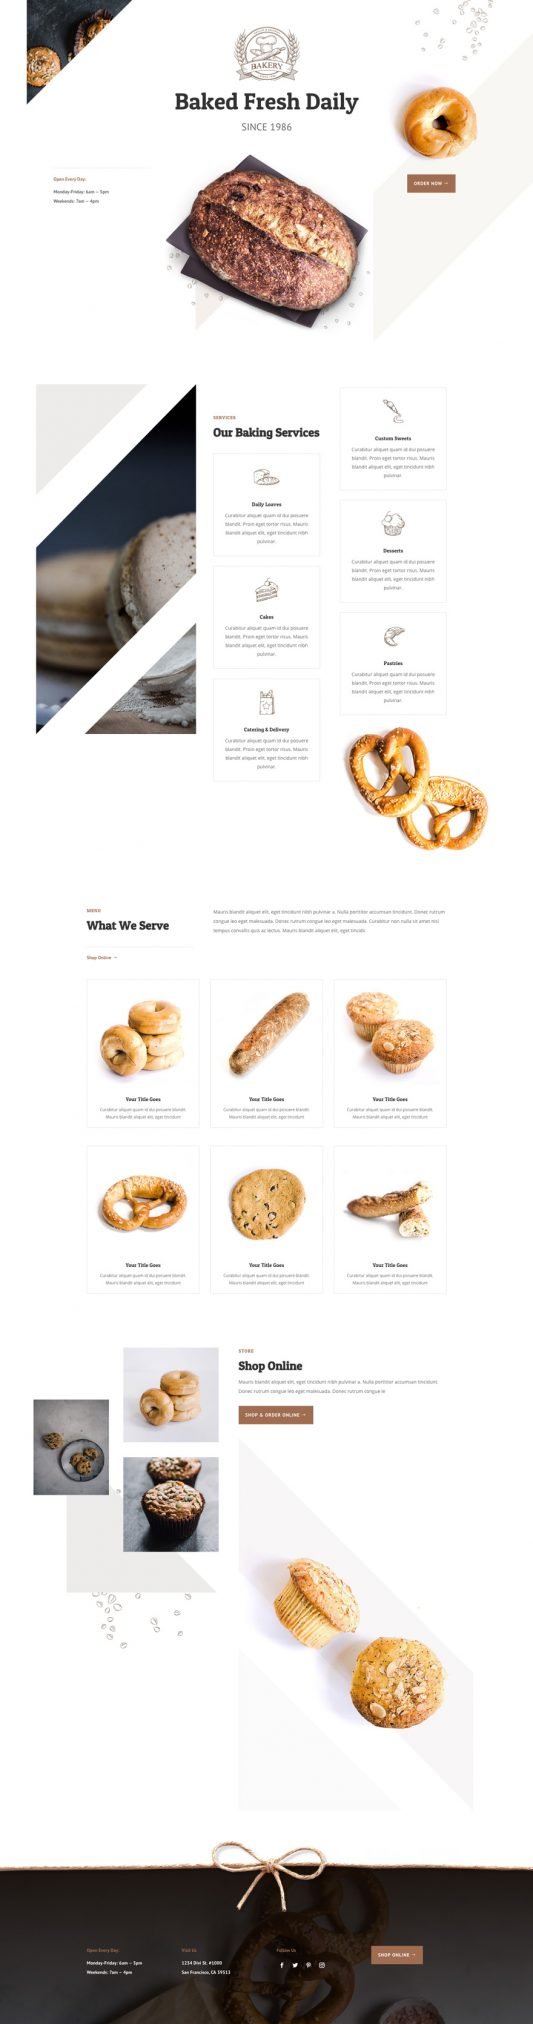 BAKERY
Baked Fresh Daily
SINCE 1986
Open Every Day:
Monday-Friday: 6am – 5pm
Weekends: 7am – 4pm
ORDER NOW →
SERVICES
Our Baking Services
Daily Loaves
Curabitur aliquet quam id dui posuere
blandit. Proin eget tortor risus. Mauris
blandit aliquet elit, eget tincidunt nibh
pulvinar.
Cakes
Curabitur aliquet quam id dui posuere
blandit. Proin eget tortor risus. Mauris
blandit aliquet elit, eget tincidunt nibh
pulvinar.
Catering & Delivery
Curabitur aliquet quam id dui posuere
blandit. Proin eget tortor risus. Mauris
blandit aliquet elit, eget tincidunt nibh
pulvinar.
Custom Sweets
Curabitur aliquet quam id dui posuere
blandit. Proin eget tortor risus. Mauris
blandit aliquet elit, eget tincidunt nibh
pulvinar.
Desserts
Curabitur aliquet quam id dui posuere
blandit. Proin eget tortor risus. Mauris
blandit aliquet elit, eget tincidunt nibh
pulvinar.
Pastries
Curabitur aliquet quam id dui posuere
blandit. Proin eget tortor risus. Mauris
blandit aliquet elit, eget tincidunt nibh
pulvinar.
MENU
What We Serve
Shop Online →
Mauris blandit aliquet elit, eget tincidunt nibh pulvinar a. Nulla porttitor accumsan tincidunt. Donec rutrum
congue leo eget malesuada. Donec rutrum congue leo eget malesuada. Curabitur non nulla sit amet nisl
tempus convallis quis ac lectus. Mauris blandit aliquet elit, eget tincidu
Your Title Goes
Curabitur aliquet quam id dui posuere blandit.
Mauris blandit aliquet elit, eget tincidunt
Your Title Goes
Curabitur aliquet quam id dui posuere blandit.
Mauris blandit aliquet elit, eget tincidunt
Your Title Goes
Curabitur aliquet quam id dui posuere blandit.
Mauris blandit aliquet elit, eget tincidunt
Your Title Goes
Curabitur aliquet quam id dui posuere blandit.
Mauris blandit aliquet elit, eget tincidunt
Your Title Goes
Curabitur aliquet quam id dui posuere blandit.
Mauris blandit aliquet elit, eget tincidunt
Your Title Goes
Curabitur aliquet quam id dui posuere blandit.
Mauris blandit aliquet elit, eget tincidunt
STORE
Shop Online
Mauris blandit aliquet elit, eget tincidunt nibh pulvinar a. Nulla porttitor accumsan tincidunt.
Donec rutrum congue leo eget malesuada. Donec rutrum congue le
SHOP & ORDER ONLINE →
Open Every Day:
Monday-Friday: 6am – 5pm
Weekends: 7am – 4pm
Visit Us
1234 Divi St. #1000
San Francisco, CA 59513
Follow Us
SHOP ONLINE →